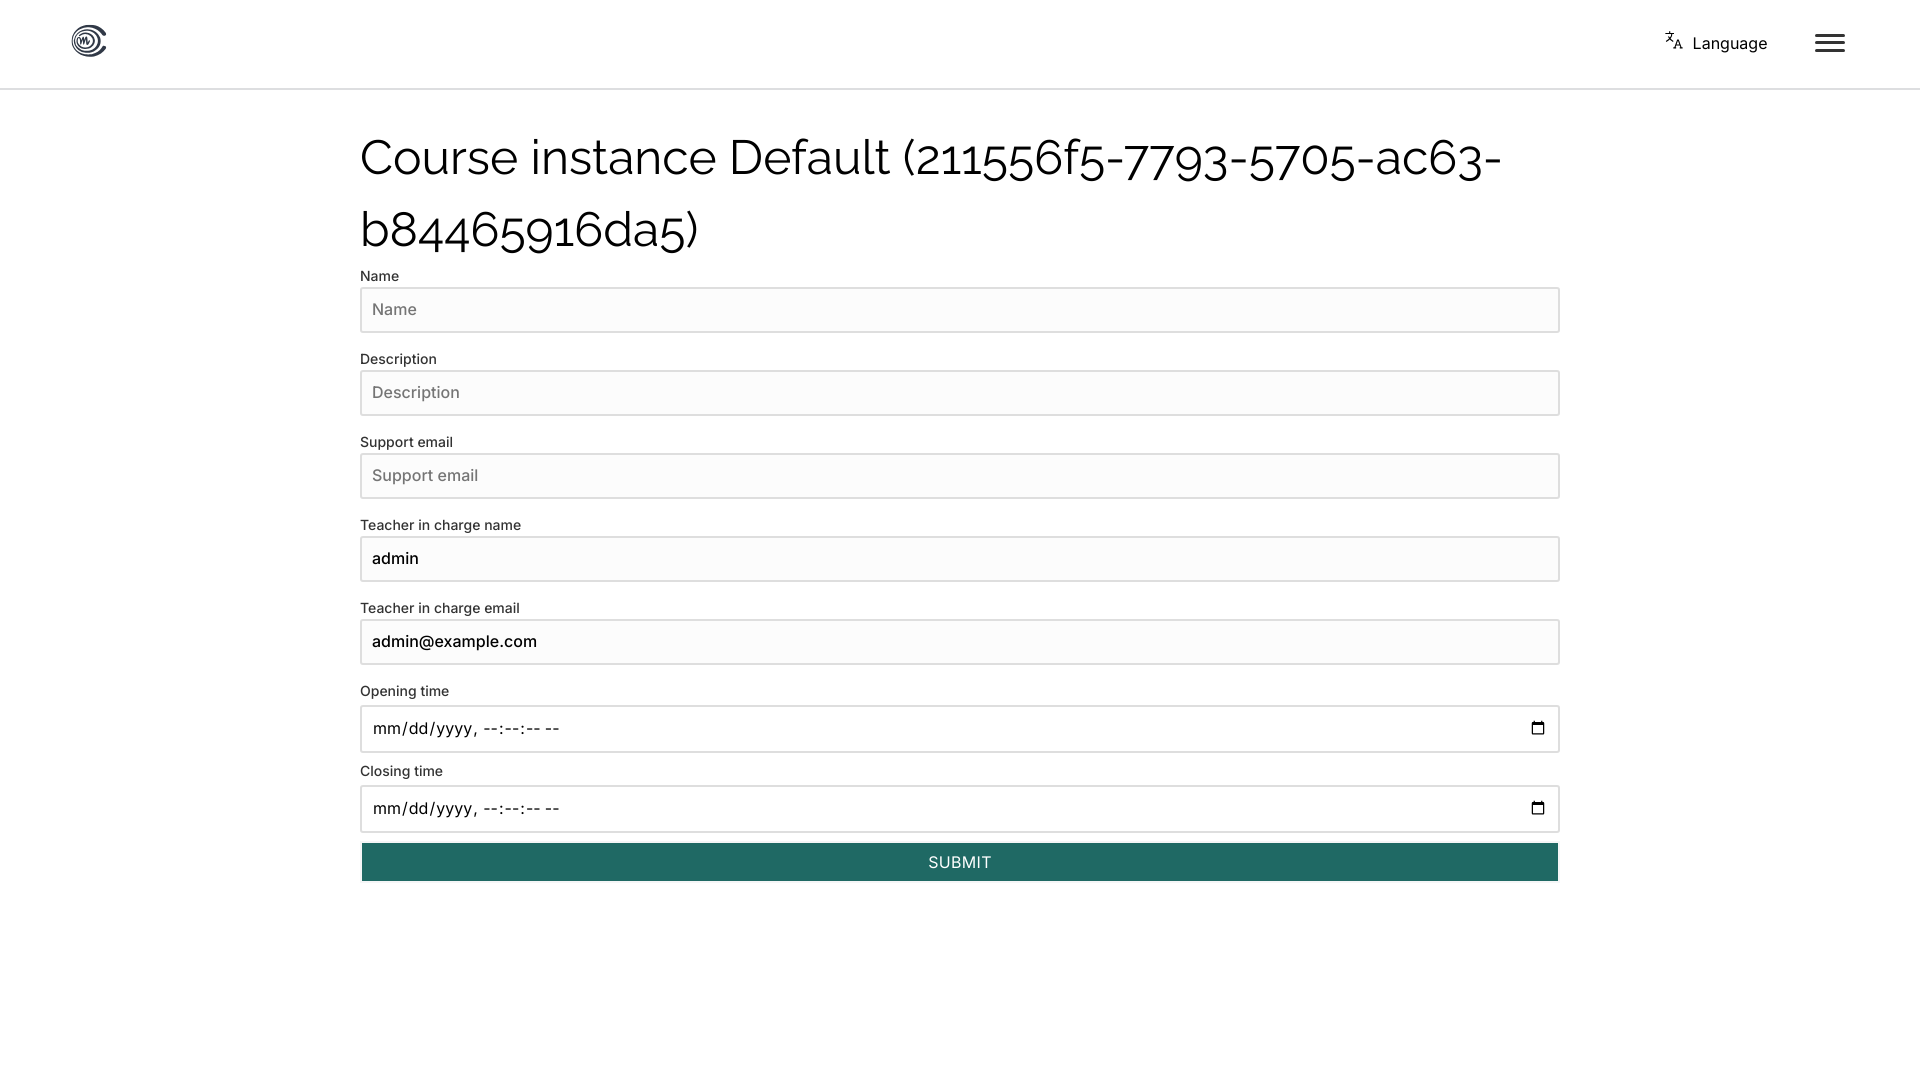 Language
Course instance Default (211556f5-7793-5705-ac63-
b84465916da5)
Name
Name
Description
Description
Support email
Support email
Teacher in charge name
admin
Teacher in charge email
admin@example.com
Opening time
mm/dd/yyyy, --:--:-- --
Closing time
mm/dd/yyyy, --:--:-- --
SUBMIT